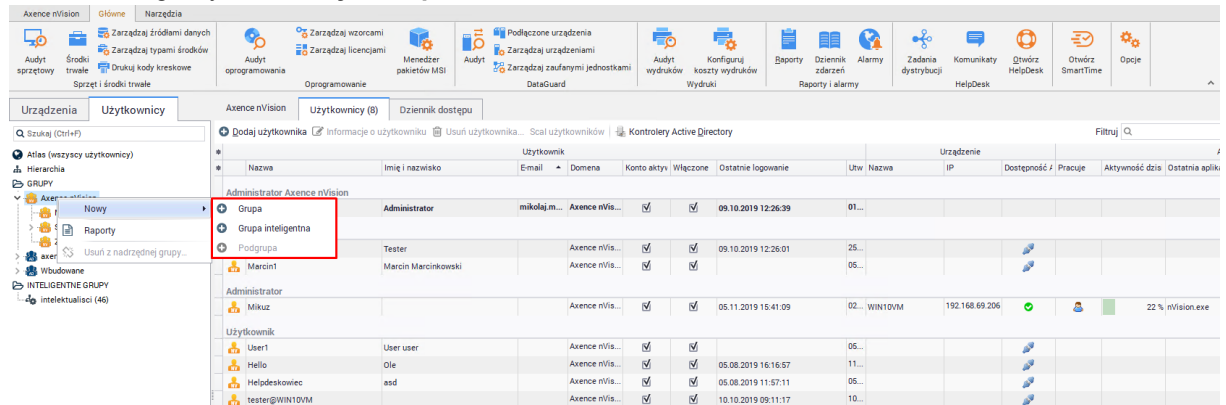 Axence nVision Główne Narzędzia
Audyt sprzętowy Środki trwałe Zarządzaj źródłami danych Zarządzaj typami środków Drukuj kody kreskowe
Sprzęt i środki trwałe
Audyt oprogramowania Zarządzaj wzorcami Zarządzaj licencjami Menedżer pakietów MSI
Oprogramowanie
Audyt Podłączone urządzenia Zarządzaj urządzeniami Zarządzaj zaufanymi jednostkami
DataGuard
Audyt wydruków Konfiguruj koszty wydruków
Wydruki
Raporty Dziennik zdarzeń Alarmy
Raporty i alarmy
Zadania dystrybucji Komunikaty Otwórz HelpDesk
HelpDesk
Otwórz SmartTime Opcje
Urządzenia Użytkownicy
Axence nVision Użytkownicy (8) Dziennik dostępu
Szukaj (Ctrl+F)
Dodaj użytkownika Informacje o użytkowniku Usuń użytkownika... Scal użytkowników Kontrolery Active Directory Filtruj
Atlas (wszyscy użytkownicy)
Hierarchia
GRUPY
Nowy
Raporty
Usuń z nadrzędnej grupy...
Grupa
Grupa inteligentna
Podgrupa
Wbudowane
INTELIGENTNE GRUPY
intelektualisci (46)
Użytkownik Urządzenie
Nazwa Imię i nazwisko E-mail Domena Konto aktyw Włączone Ostatnie logowanie Utw Nazwa IP Dostępność Pracuje Aktywność dzis Ostatnia aplika
Administrator Axence nVision
Administrator mikolaj.m... Axence nVis... 09.10.2019 12:26:39 01...
Tester Axence nVis... 09.10.2019 12:26:01 25...
Marcin1 Marcin Marcinkowski Axence nVis... 05...
Administrator
Mikuz Axence nVis... 05.11.2019 15:41:09 02... WIN10VM 192.168.69.206 22 % nVision.exe
Użytkownik
User1 User user Axence nVis... 05...
Hello Ole Axence nVis... 05.08.2019 16:16:57 11...
Helpdeskowiec asd Axence nVis... 05.08.2019 11:57:11 05...
tester@WIN10VM Axence nVis... 10.10.2019 09:11:17 10...